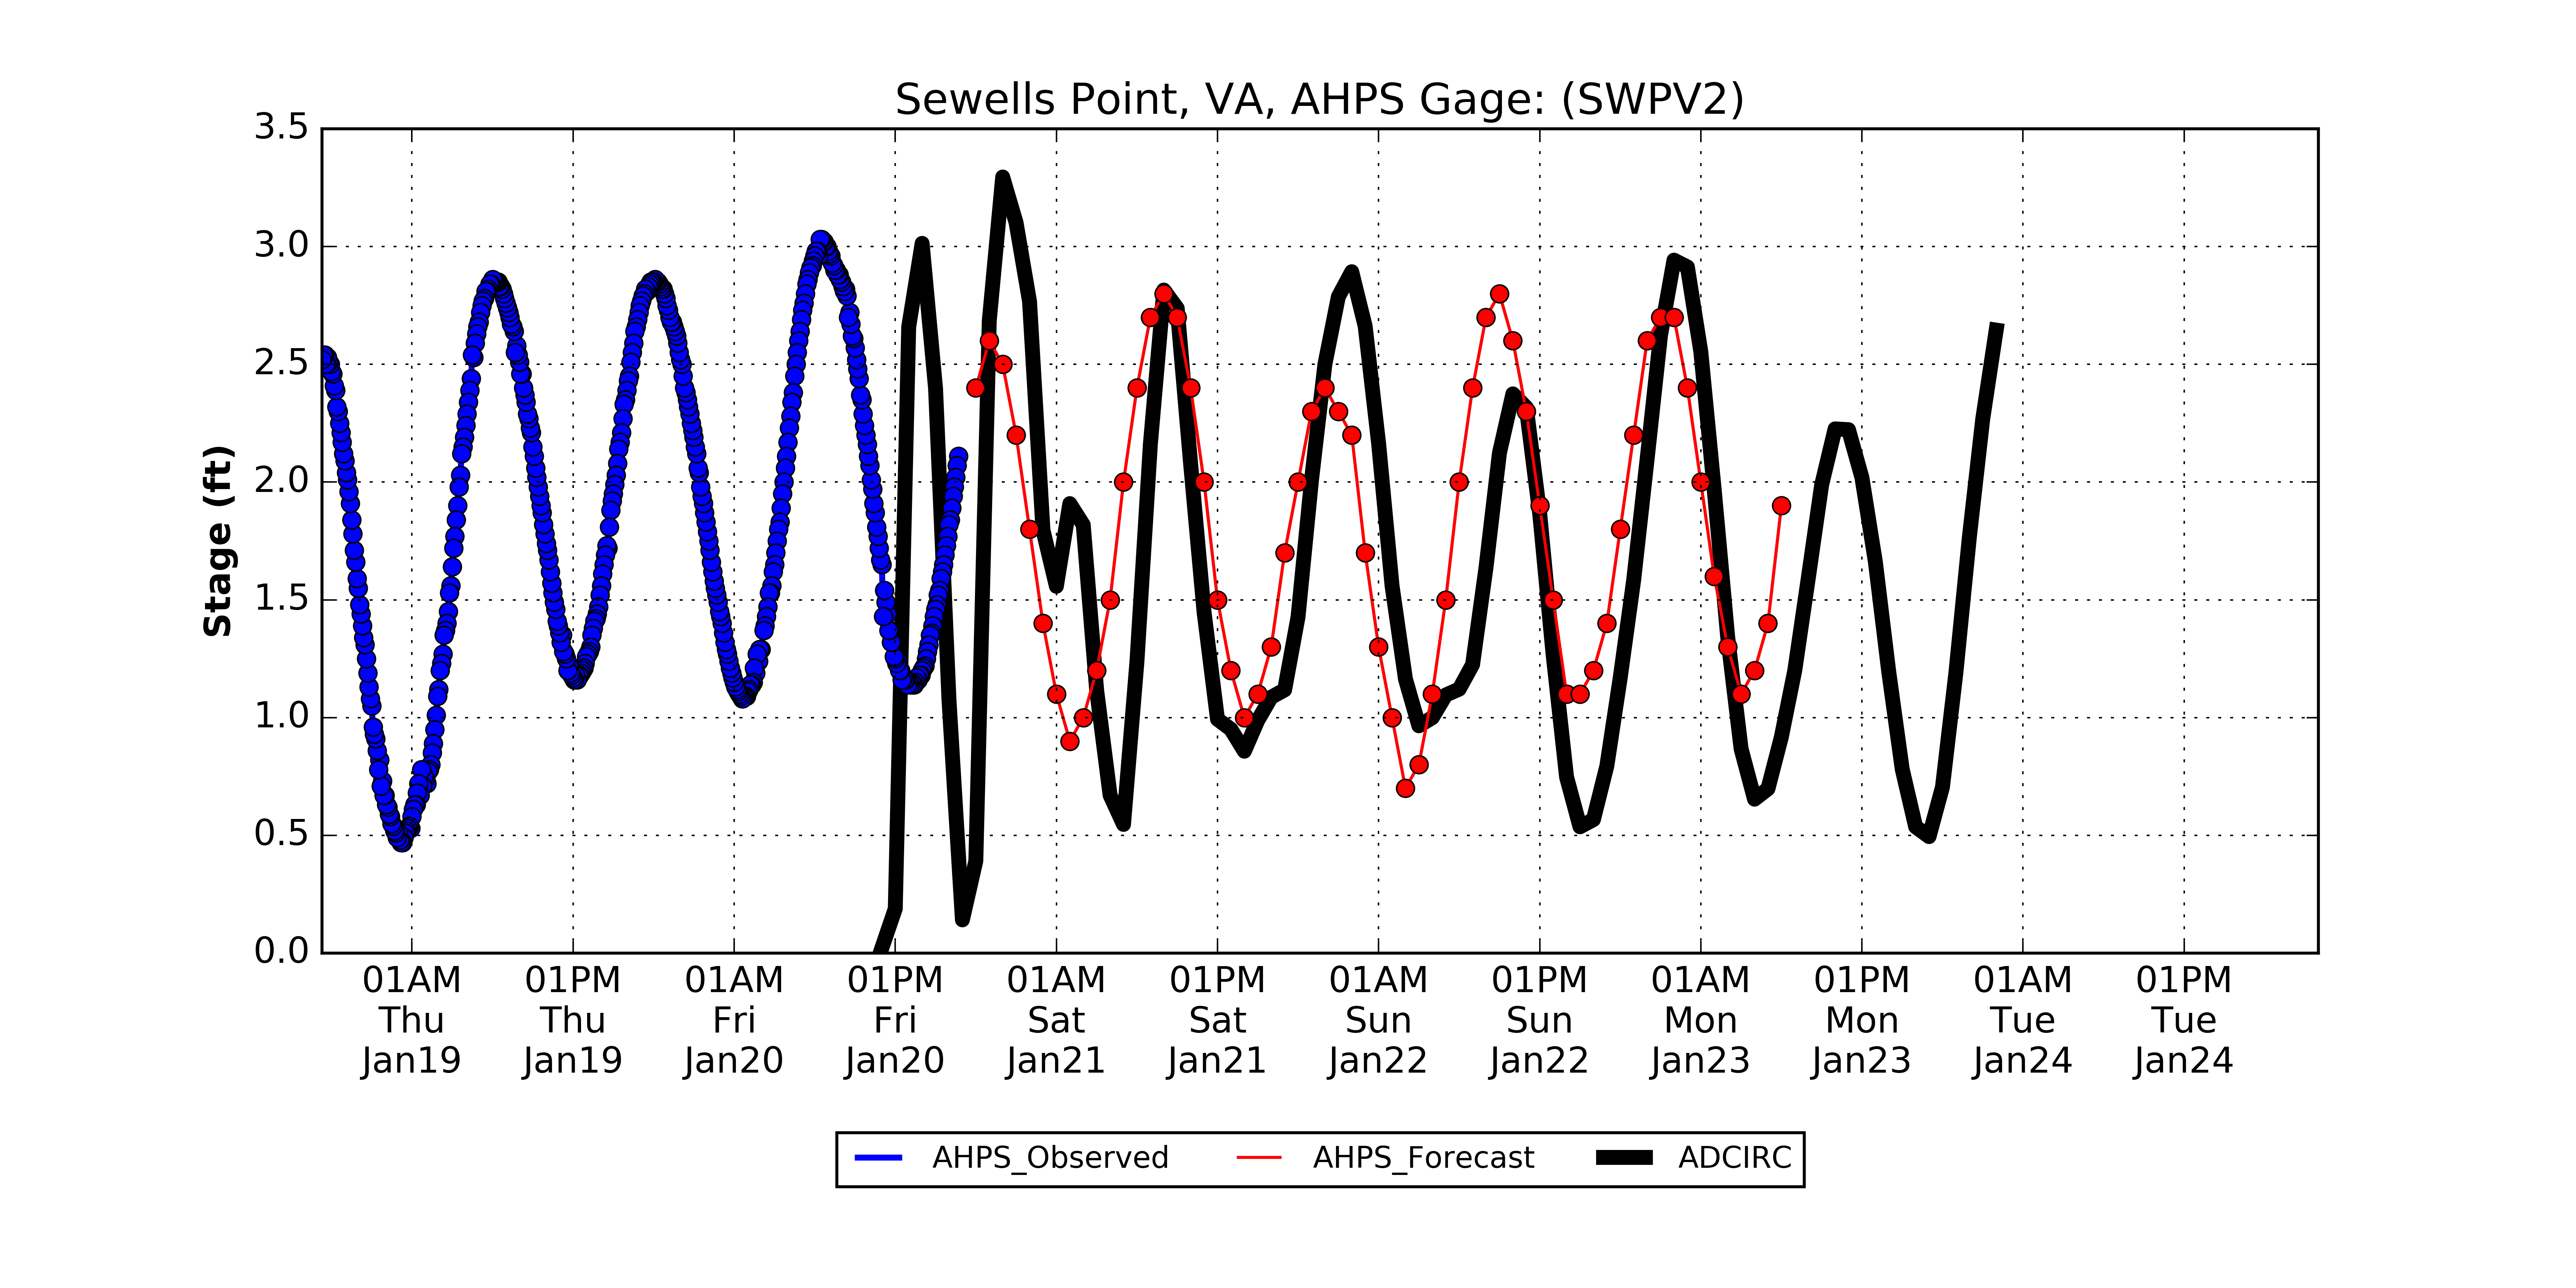 Sewells Point, VA, AHPS Gage: (SWPV2)
Stage (ft)
3.5
3.0
2.5
2.0
1.5
1.0
0.5
0.0
01AM 01PM 01AM 01PM 01AM 01PM 01AM 01PM 01AM 01PM 01AM 01PM
Thu Thu Fri Fri Sat Sat Sun Sun Mon Mon Tue Tue
Jan19 Jan19 Jan20 Jan20 Jan21 Jan21 Jan22 Jan22 Jan23 Jan23 Jan24 Jan24
AHPS_Observed AHPS_Forecast ADCIRC